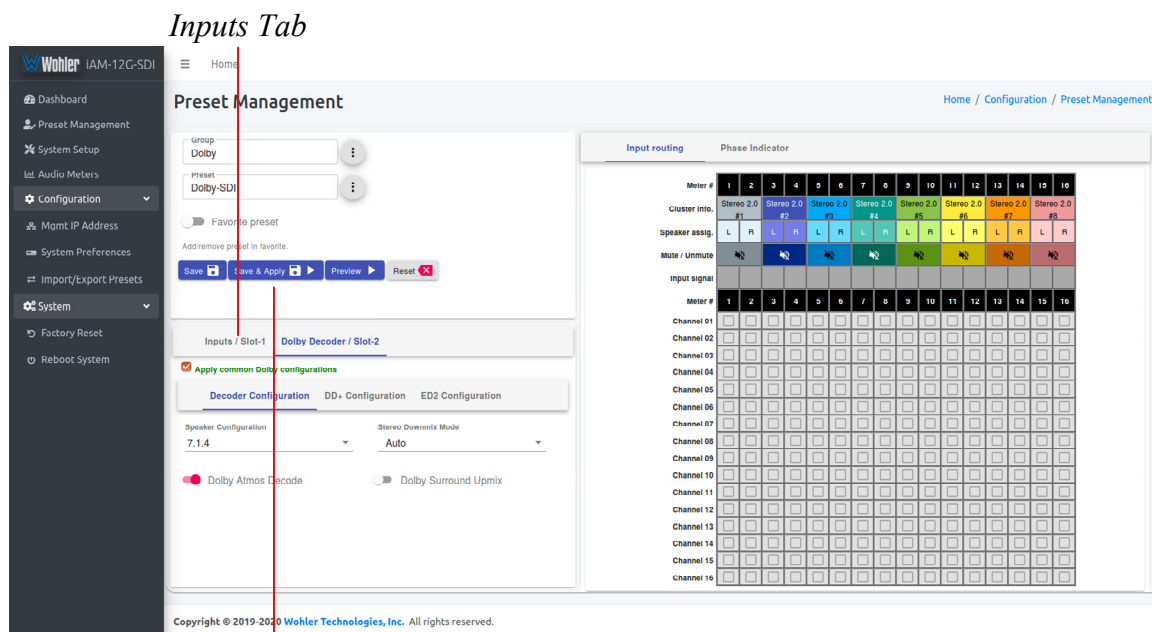 Inputs Tab
Wohler iAM-12G-SDI
Home
Dashboard
Preset Management
System Setup
Audio Meters
Configuration
Mgmt IP Address
System Preferences
Import/Export Presets
System
Factory Reset
Reboot System
Preset Management
Home / Configuration / Preset Management
Group
Dolby
Preset
Dolby-SDI
Favorite preset
Add/remove preset in favorite.
Save Save & Apply Preview Reset
Inputs / Slot-1 Dolby Decoder / Slot-2
Apply common Dolby configurations
Decoder Configuration DD+ Configuration ED2 Configuration
Speaker Configuration Stereo Downmix Mode
7.1.4 Auto
Dolby Atmos Decode Dolby Surround Upmix
Input routing Phase Indicator
Meter # 1 2 3 4 5 6 7 8 9 10 11 12 13 14 15 16
Cluster Info. Stereo 2.0 #1 Stereo 2.0 #2 Stereo 2.0 #3 Stereo 2.0 #4 Stereo 2.0 #5 Stereo 2.0 #6 Stereo 2.0 #7 Stereo 2.0 #8
Speaker assig. L R L R L R L R L R L R L R L R
Mute / Unmute
Input signal
Meter # 1 2 3 4 5 6 7 8 9 10 11 12 13 14 15 16
Channel 01
Channel 02
Channel 03
Channel 04
Channel 05
Channel 06
Channel 07
Channel 08
Channel 09
Channel 10
Channel 11
Channel 12
Channel 13
Channel 14
Channel 15
Channel 16
Copyright © 2019-2020 Wohler Technologies, Inc. All rights reserved.